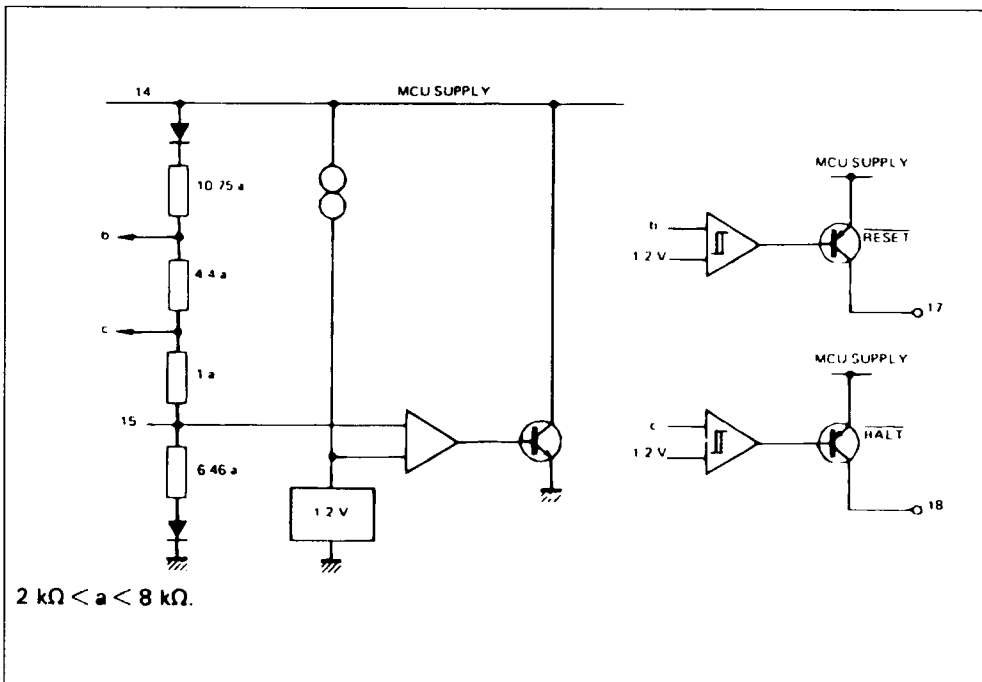 14
MCU SUPPLY
10.75 a
b
4.4 a
c
1 a
15
6.46 a
1.2 V
MCU SUPPLY
b
1.2 V
RESET
17
MCU SUPPLY
c
1.2 V
HALT
18
2 kΩ < a < 8 kΩ.